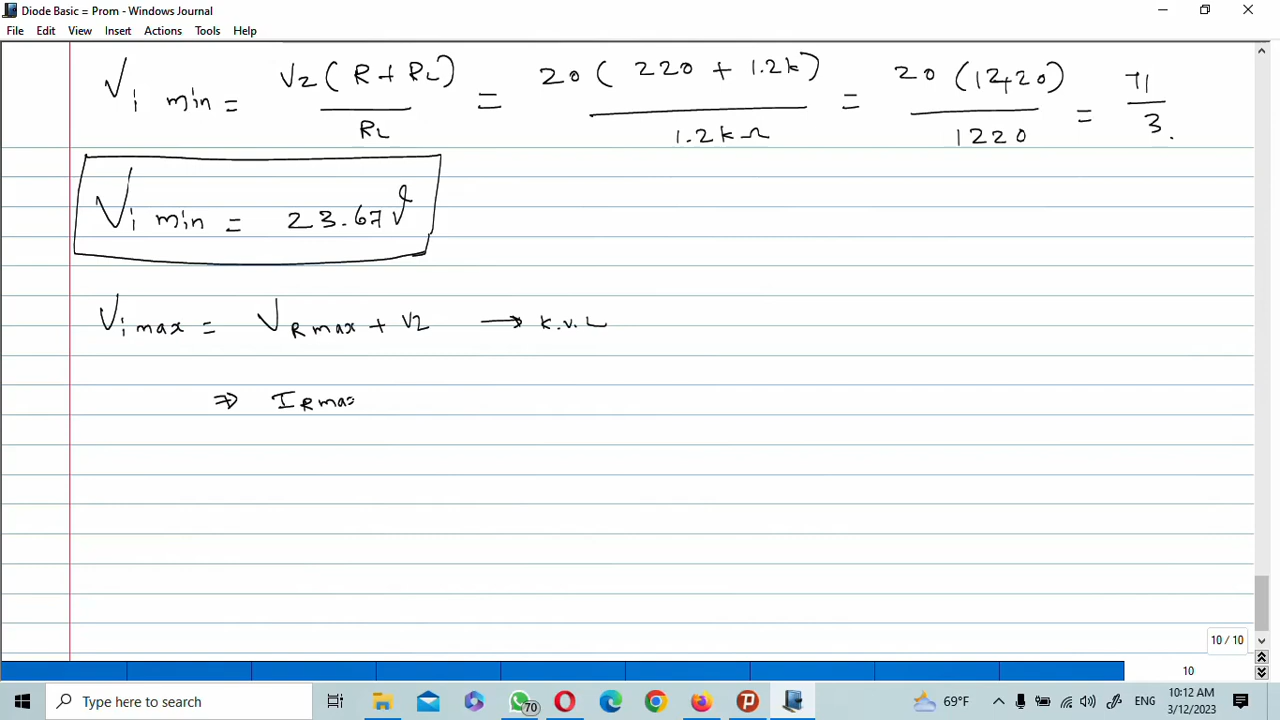 Diode Basic = Prom - Windows Journal
File Edit View Insert Actions Tools Help
Vi min = VZ(R+RL)/RL = 20(220+1.2k)/1.2kΩ = 20(1420)/1220 = 71/3.
Vi min = 23.67V
Vi max = VR max + VZ → K.V.L
⇒ IR max
10 / 10
10
Type here to search
70
69°F
ENG
10:12 AM
3/12/2023